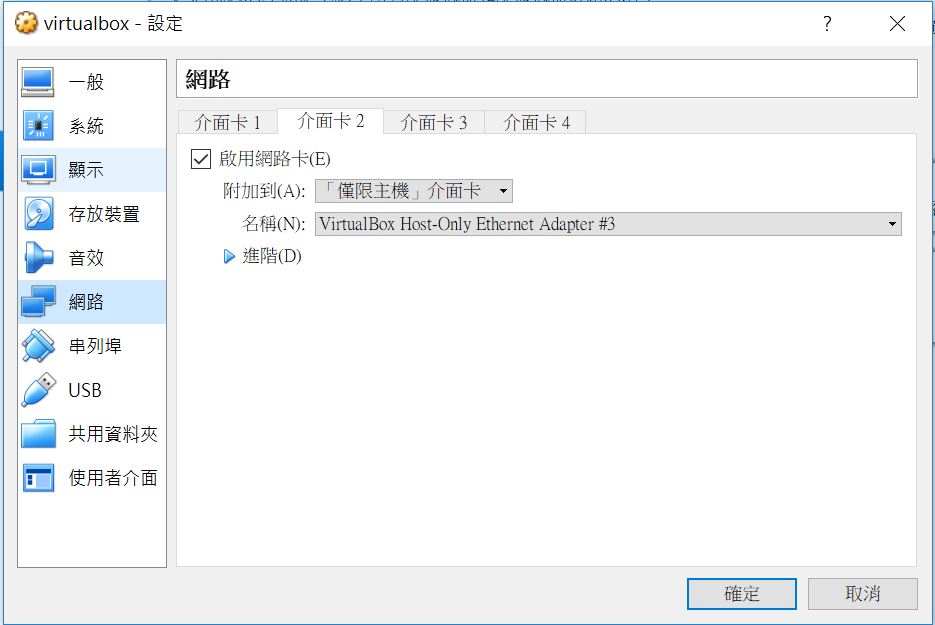 virtualbox - 設定
?
一般
系統
顯示
存放裝置
音效
網路
串列埠
USB
共用資料夾
使用者介面
網路
介面卡 1
介面卡 2
介面卡 3
介面卡 4
啟用網路卡(E)
附加到(A): 「僅限主機」介面卡
名稱(N): VirtualBox Host-Only Ethernet Adapter #3
進階(D)
確定
取消